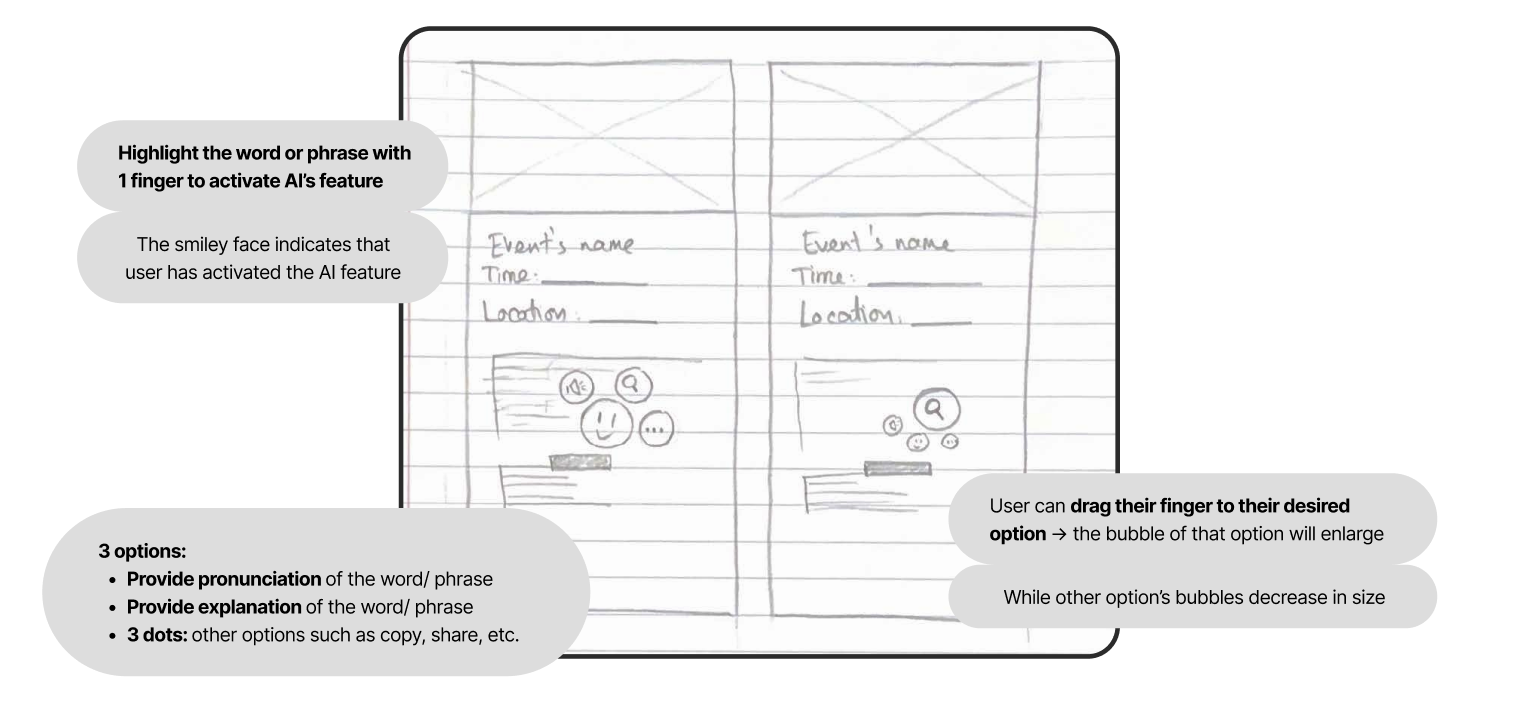 Highlight the word or phrase with
1 finger to activate AI's feature
The smiley face indicates that
user has activated the AI feature
Event's name
Time:
Location:
Event's name
Time:
Location:
3 options:
• Provide pronunciation of the word/ phrase
• Provide explanation of the word/ phrase
• 3 dots: other options such as copy, share, etc.
User can drag their finger to their desired
option → the bubble of that option will enlarge
While other option's bubbles decrease in size